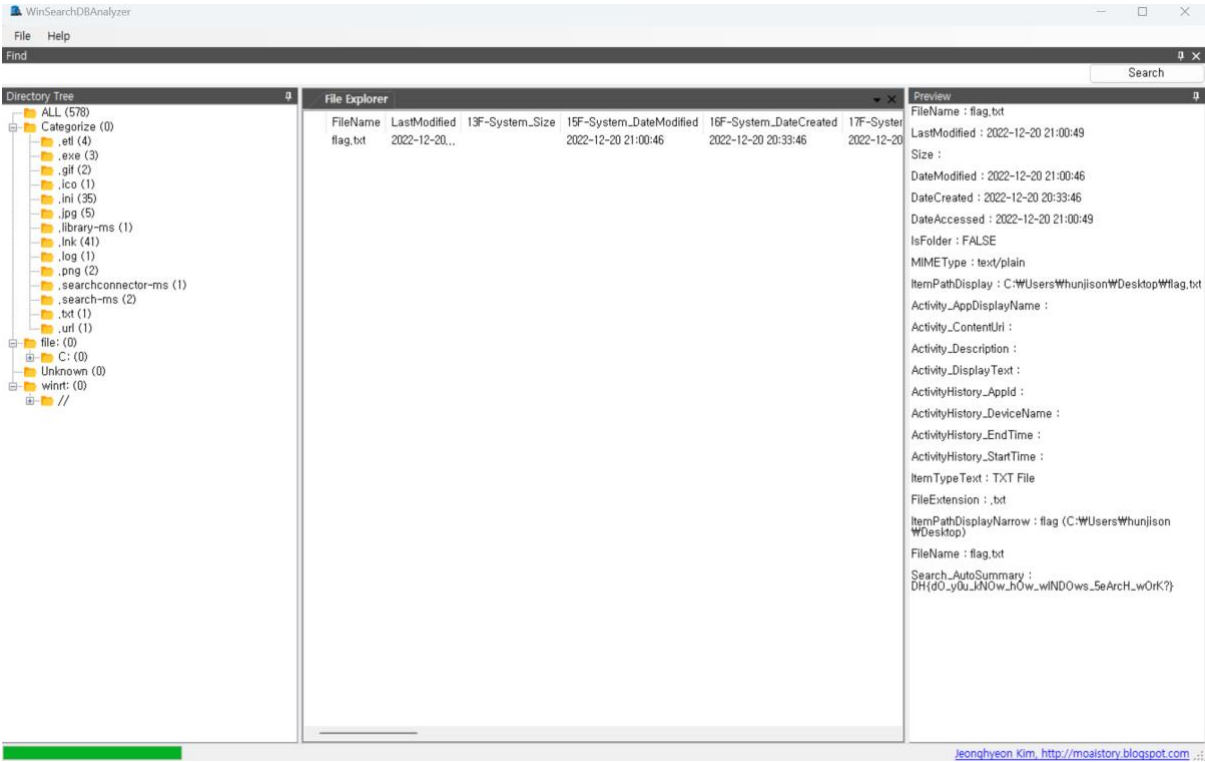 WinSearchDBAnalyzer
File Help
Find
Search
Directory Tree
ALL (578)
Categorize (0)
.etl (4)
.exe (3)
.gif (2)
.ico (1)
.ini (35)
.jpg (5)
.library-ms (1)
.lnk (41)
.log (1)
.png (2)
.searchconnector-ms (1)
.search-ms (2)
.txt (1)
.url (1)
file: (0)
C: (0)
Unknown (0)
winrt: (0)
//
File Explorer
FileName LastModified 13F-System_Size 15F-System_DateModified 16F-System_DateCreated 17F-System
flag.txt 2022-12-20... 2022-12-20 21:00:46 2022-12-20 20:33:46 2022-12-20
Preview
FileName : flag.txt
LastModified : 2022-12-20 21:00:49
Size :
DateModified : 2022-12-20 21:00:46
DateCreated : 2022-12-20 20:33:46
DateAccessed : 2022-12-20 21:00:49
IsFolder : FALSE
MIMEType : text/plain
ItemPathDisplay : C:₩Users₩hunjison₩Desktop₩flag.txt
Activity_AppDisplayName :
Activity_ContentUri :
Activity_Description :
Activity_DisplayText :
ActivityHistory_AppId :
ActivityHistory_DeviceName :
ActivityHistory_EndTime :
ActivityHistory_StartTime :
ItemTypeText : TXT File
FileExtension : .txt
ItemPathDisplayNarrow : flag (C:₩Users₩hunjison
₩Desktop)
FileName : flag.txt
Search_AutoSummary :
DH{dO_y0u_kNOw_hOw_wINDOws_5eArcH_wOrK?}
Jeonghyeon Kim, http://moaistory.blogspot.com